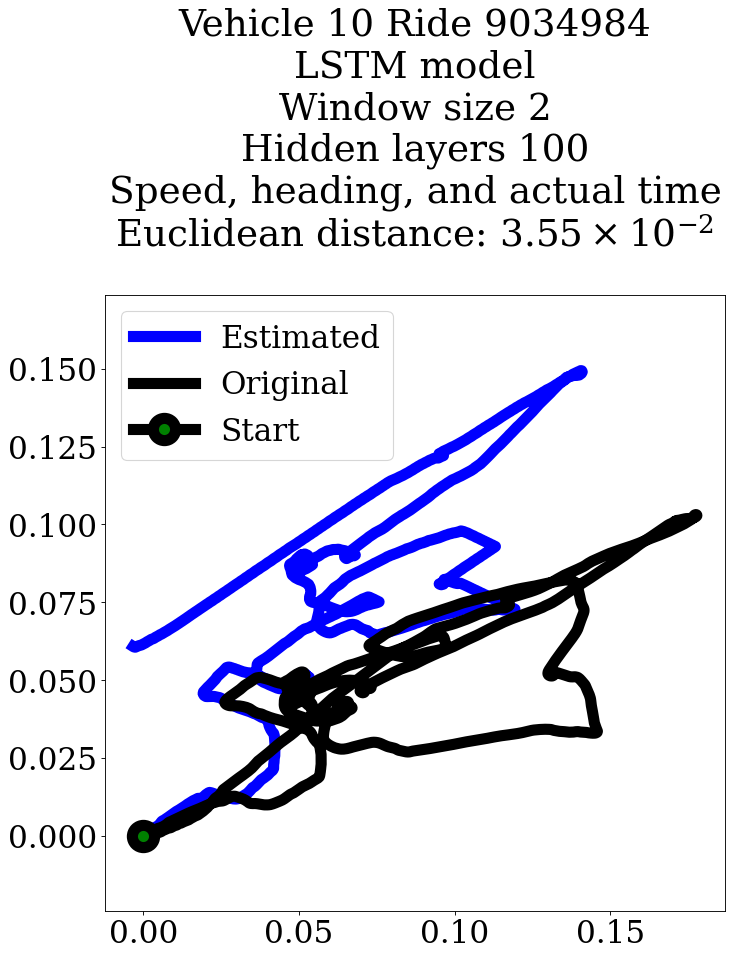 Vehicle 10 Ride 9034984
LSTM model
Window size 2
Hidden layers 100
Speed, heading, and actual time
Euclidean distance: 3.55 × 10⁻²
Estimated
Original
Start
0.150
0.125
0.100
0.075
0.050
0.025
0.000
0.00 0.05 0.10 0.15